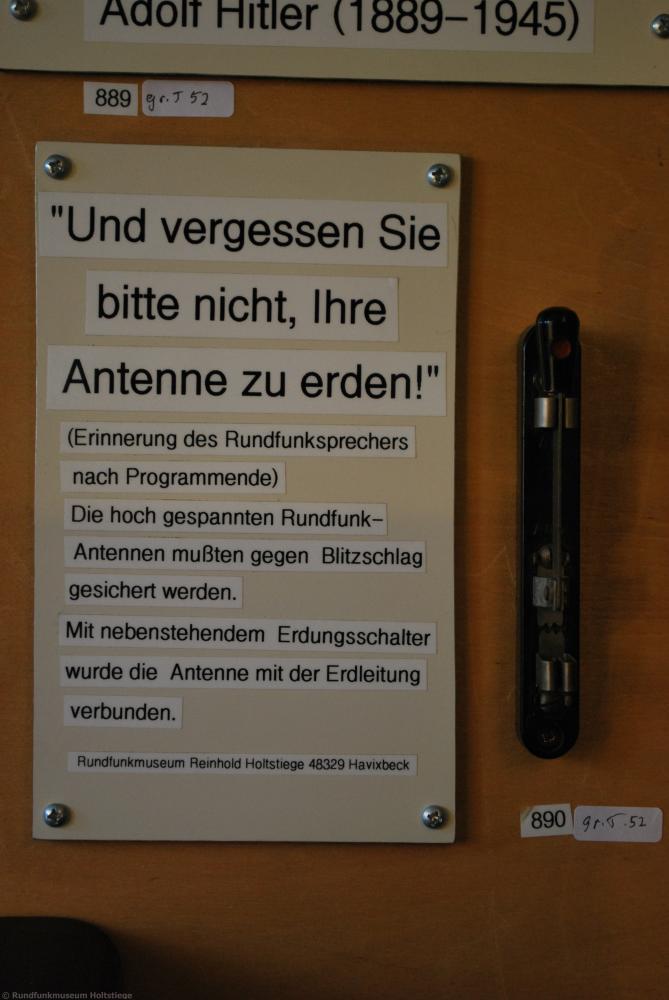 Adolf Hitler (1889–1945)
889 gr. T 52
"Und vergessen Sie
bitte nicht, Ihre
Antenne zu erden!"
(Erinnerung des Rundfunksprechers
nach Programmende)
Die hoch gespannten Rundfunk–
Antennen mußten gegen Blitzschlag
gesichert werden.
Mit nebenstehendem Erdungsschalter
wurde die Antenne mit der Erdleitung
verbunden.
Rundfunkmuseum Reinhold Holtstiege 48329 Havixbeck
890 gr. T. 52
© Rundfunkmuseum Holtstiege